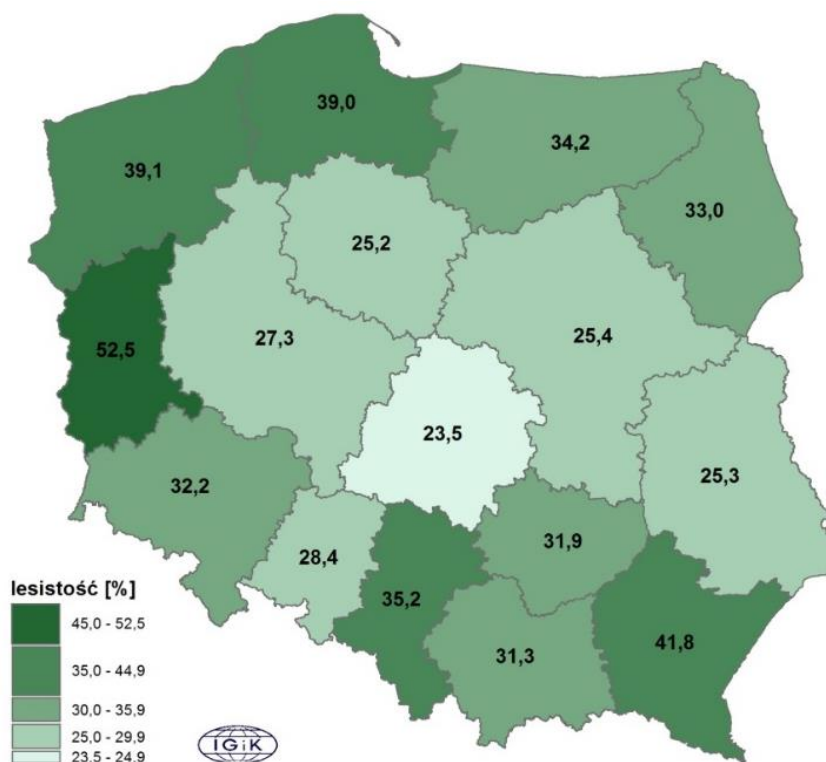 39,0
39,1
34,2
33,0
25,2
52,5
27,3
25,4
23,5
25,3
32,2
28,4
31,9
35,2
31,3
41,8
lesistość [%]
45,0 - 52,5
35,0 - 44,9
30,0 - 35,9
25,0 - 29,9
23,5 - 24,9
IGiK